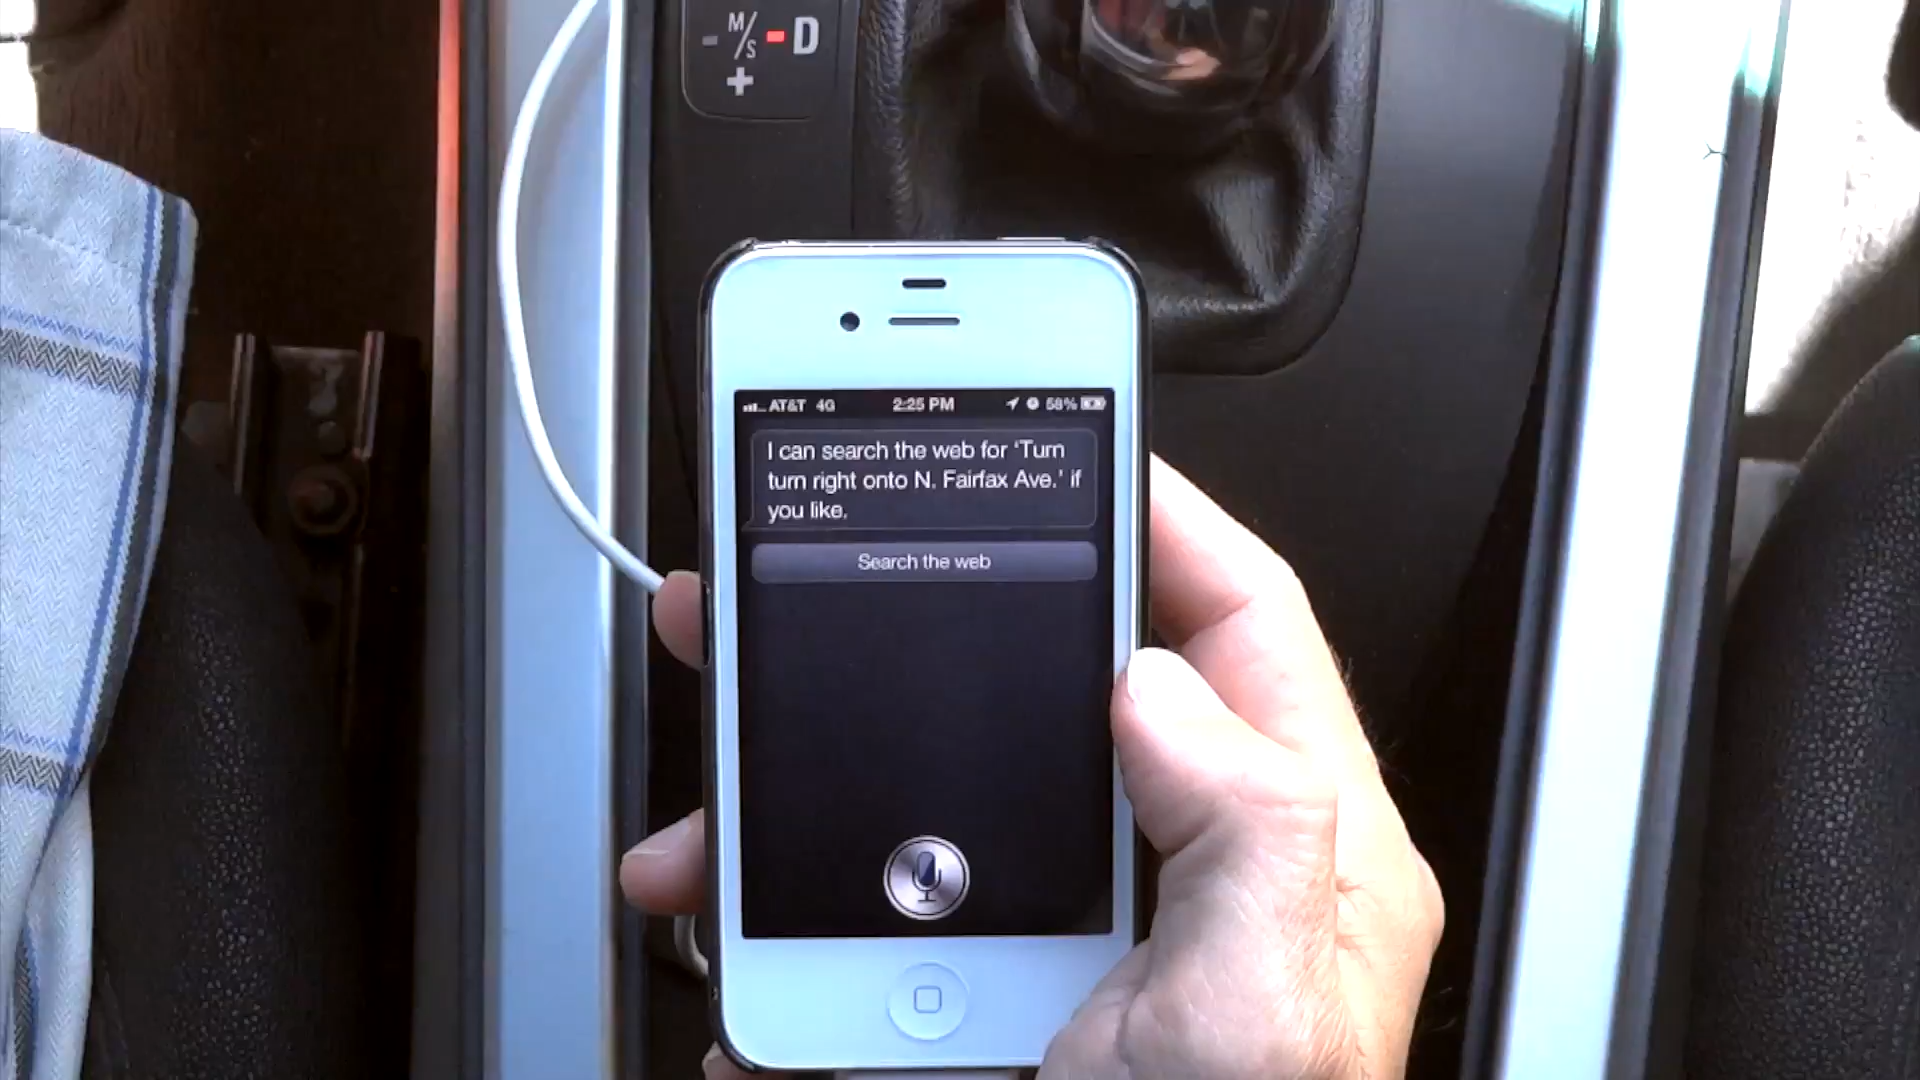 M/S
- - D
+
AT&T 4G 2:25 PM 58%
I can search the web for ‘Turn
turn right onto N. Fairfax Ave.’ if
you like.
Search the web